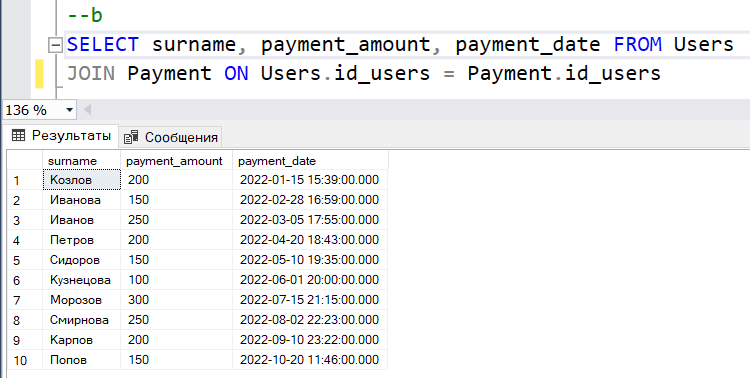 --b
SELECT surname, payment_amount, payment_date FROM Users
JOIN Payment ON Users.id_users = Payment.id_users
136 %
Результаты Сообщения
surname payment_amount payment_date
1 Козлов 200 2022-01-15 15:39:00.000
2 Иванова 150 2022-02-28 16:59:00.000
3 Иванов 250 2022-03-05 17:55:00.000
4 Петров 200 2022-04-20 18:43:00.000
5 Сидоров 150 2022-05-10 19:35:00.000
6 Кузнецова 100 2022-06-01 20:00:00.000
7 Морозов 300 2022-07-15 21:15:00.000
8 Смирнова 250 2022-08-02 22:23:00.000
9 Карпов 200 2022-09-10 23:22:00.000
10 Попов 150 2022-10-20 11:46:00.000